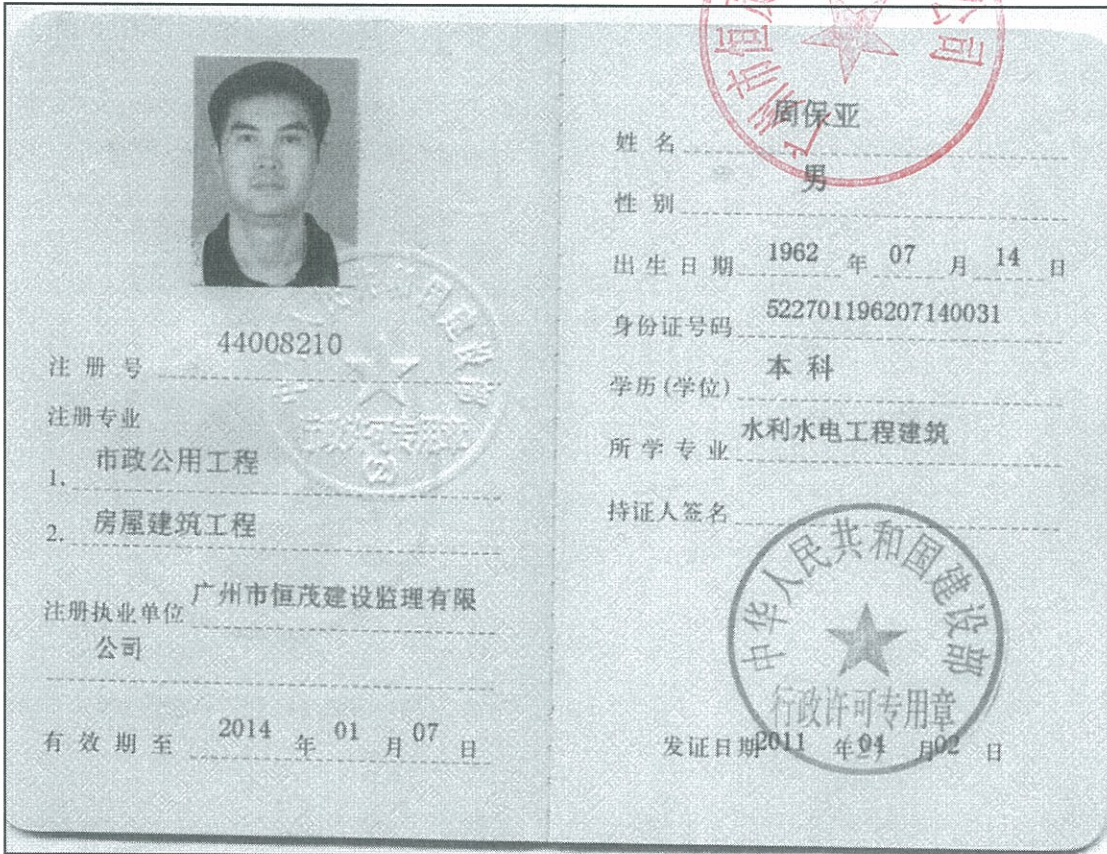 注册号 44008210
注册专业
1. 市政公用工程
2. 房屋建筑工程
注册执业单位 广州市恒茂建设监理有限
公司
有效期至 2014 年 01 月 07 日
广州市恒
公司
姓名 周保亚
性别 男
出生日期 1962 年 07 月 14 日
身份证号码 522701196207140031
学历(学位) 本科
所学专业 水利水电工程建筑
持证人签名
中华人民共和国建设部
行政许可专用章
发证日期 2011 年 04 月 02 日